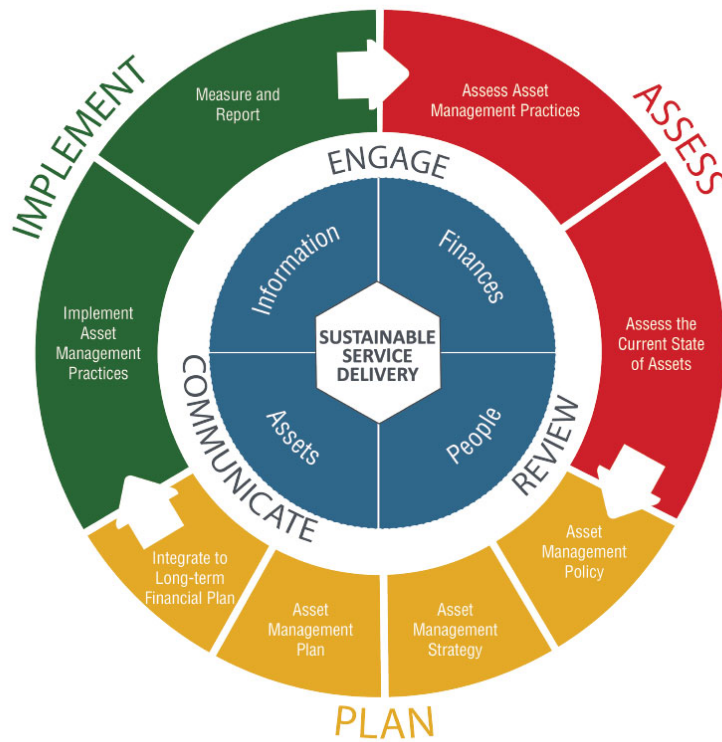 IMPLEMENT
ASSESS
PLAN
Measure and
Report
Assess Asset
Management Practices
Assess the
Current State
of Assets
Asset
Management
Policy
Asset
Management
Strategy
Asset
Management
Plan
Integrate to
Long-term
Financial Plan
Implement
Asset
Management
Practices
ENGAGE
REVIEW
COMMUNICATE
Information
Finances
People
Assets
SUSTAINABLE
SERVICE
DELIVERY